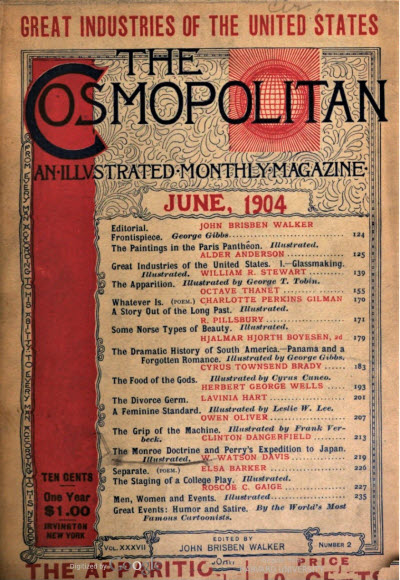 GREAT INDUSTRIES OF THE UNITED STATES
THE
COSMOPOLITAN
AN·ILLVSTRATED·MONTHLY·MAGAZINE·
JUNE, 1904
Editorial. JOHN BRISBEN WALKER
Frontispiece. George Gibbs 124
The Paintings in the Paris Panthéon. Illustrated.
ALDER ANDERSON 125
Great Industries of the United States. I.—Glassmaking.
Illustrated. WILLIAM R. STEWART 139
The Apparition. Illustrated by George T. Tobin.
OCTAVE THANET 155
Whatever Is. (POEM.) CHARLOTTE PERKINS GILMAN 170
A Story Out of the Long Past. Illustrated.
R. PILLSBURY 171
Some Norse Types of Beauty. Illustrated.
HJALMAR HJORTH BOYESEN, 2d 179
The Dramatic History of South America.—Panama and a
Forgotten Romance. Illustrated by George Gibbs.
CYRUS TOWNSEND BRADY 183
The Food of the Gods. Illustrated by Cyrus Cuneo.
HERBERT GEORGE WELLS 193
The Divorce Germ. LAVINIA HART 201
A Feminine Standard. Illustrated by Leslie W. Lee.
OWEN OLIVER 207
The Grip of the Machine. Illustrated by Frank Ver-
beck. CLINTON DANGERFIELD 213
The Monroe Doctrine and Perry's Expedition to Japan.
Illustrated. W. WATSON DAVIS 219
Separate. (POEM.) ELSA BARKER 226
The Staging of a College Play. Illustrated.
ROSCOE C. GAIGE 227
Men, Women and Events. Illustrated 235
Great Events: Humor and Satire. By the World's Most
Famous Cartoonists.
TEN CENTS
One Year
$1.00
IRVINGTON
NEW YORK
VOL. XXXVII
EDITED BY
JOHN BRISBEN WALKER
NUMBER 2
Digitized by
PRICE